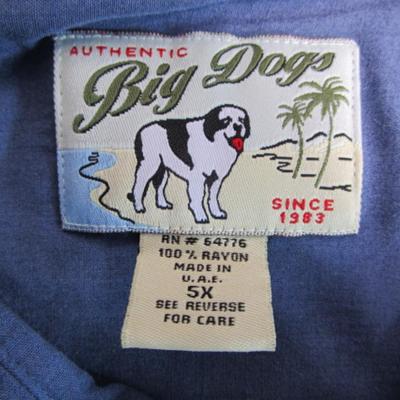 AUTHENTIC
Big Dogs
SINCE
1983
RN # 64776
100% RAYON
MADE IN
U.A.E.
5X
SEE REVERSE
FOR CARE